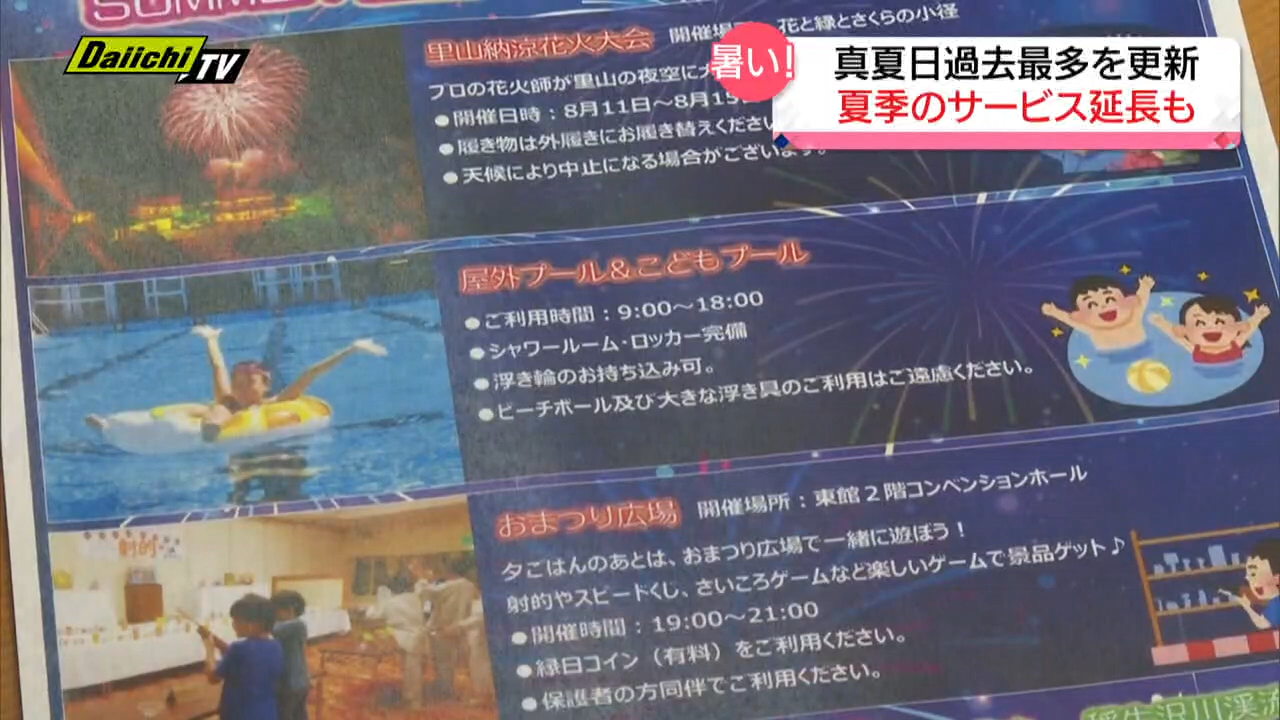 SUMME
Daiichi TV
暑い!
真夏日過去最多を更新
夏季のサービス延長も
里山納涼花火大会 開催場 花と緑とさくらの小径
プロの花火師が里山の夜空に
●開催日時：8月11日～8月15
●履き物は外履きにお履き替えください
●天候により中止になる場合がございます。
屋外プール&こどもプール
●ご利用時間：9:00～18:00
●シャワールーム・ロッカー完備
●浮き輪のお持ち込み可。
●ビーチボール及び大きな浮き具のご利用はご遠慮ください。
おまつり広場 開催場所：東館2階コンベンションホール
夕ごはんのあとは、おまつり広場で一緒に遊ぼう！
射的やスピードくじ、さいころゲームなど楽しいゲームで景品ゲット♪
●開催時間：19:00～21:00
●縁日コイン（有料）をご利用ください。
●保護者の方同伴でご利用ください。
射的
沢川渓流